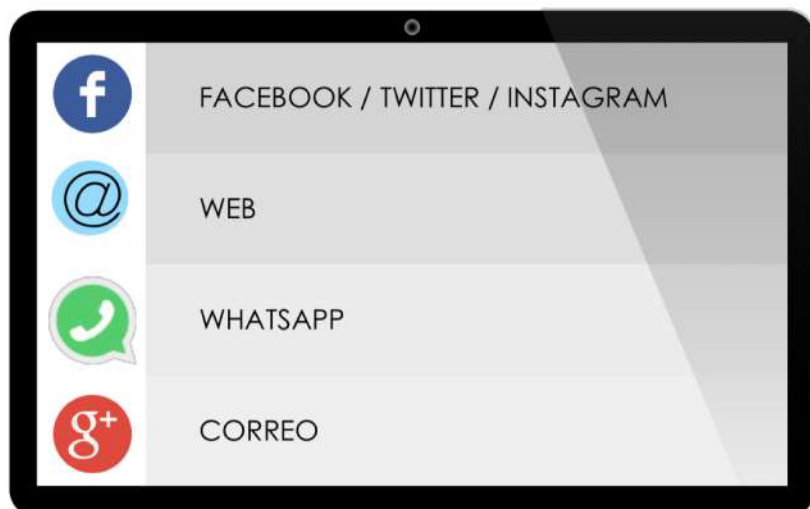 f
FACEBOOK / TWITTER / INSTAGRAM
@
WEB
WHATSAPP
g+
CORREO